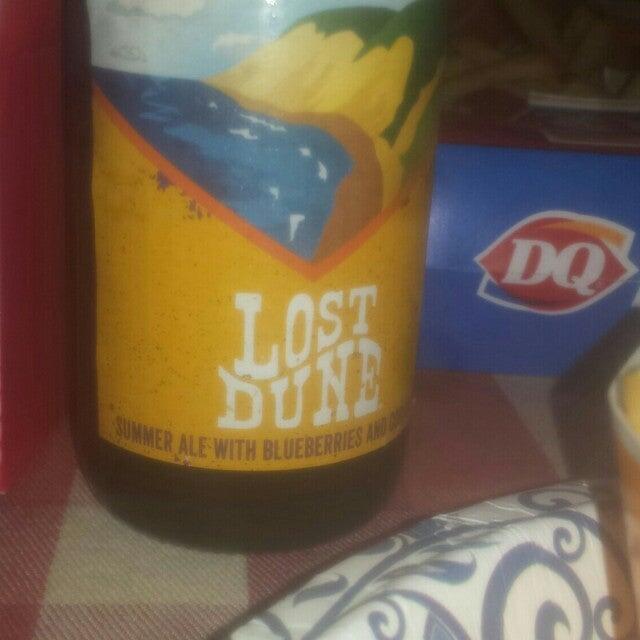 LOST
DUNE
SUMMER ALE WITH BLUEBERRIES AND
DQ